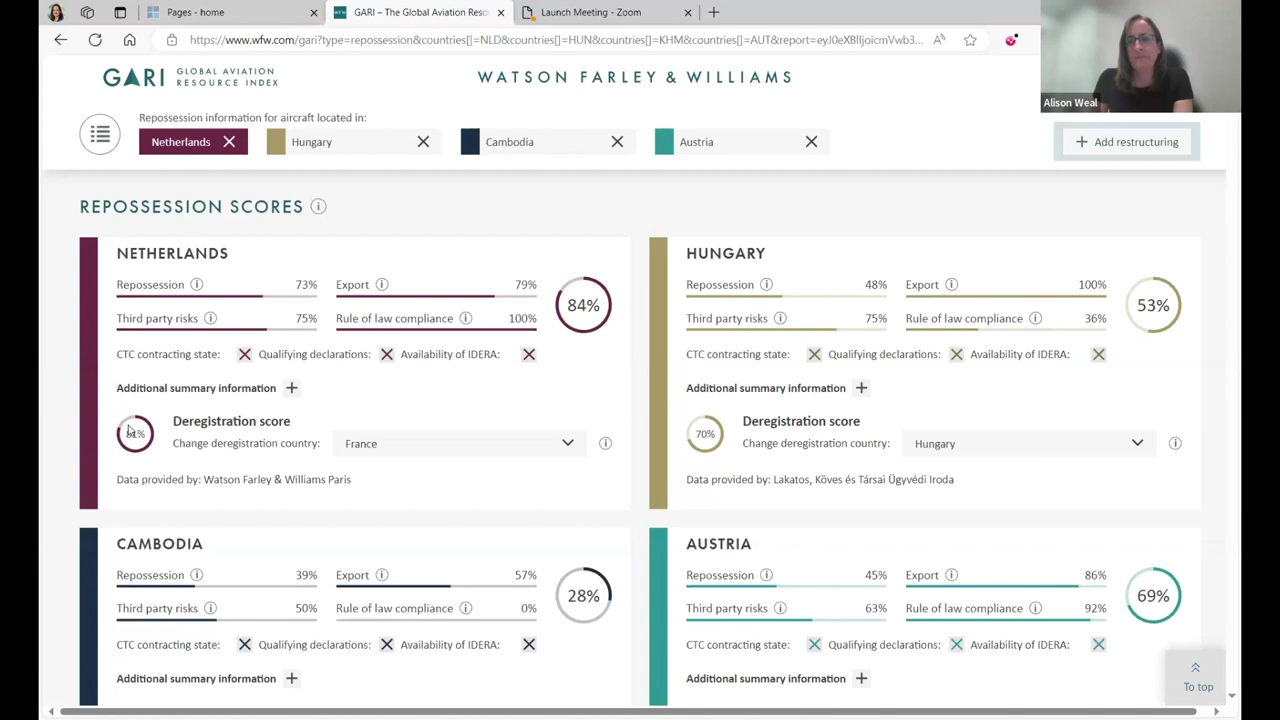 Pages - home
GARI – The Global Aviation Reso
Launch Meeting - Zoom
https://www.wfw.com/gari?type=repossession&countries[]=NLD&countries[]=HUN&countries[]=KHM&countries[]=AUT&report=eyJ0eXBlIjoicmVwb3...
GARI
GLOBAL AVIATION
RESOURCE INDEX
WATSON FARLEY & WILLIAMS
Alison Weal
Repossession information for aircraft located in:
Netherlands
Hungary
Cambodia
Austria
Add restructuring
REPOSSESSION SCORES
NETHERLANDS
Repossession 73%
Export 79%
84%
Third party risks 75%
Rule of law compliance 100%
CTC contracting state: Qualifying declarations: Availability of IDERA:
Additional summary information +
Deregistration score
Change deregistration country: France
Data provided by: Watson Farley & Williams Paris
HUNGARY
Repossession 48%
Export 100%
53%
Third party risks 75%
Rule of law compliance 36%
CTC contracting state: Qualifying declarations: Availability of IDERA:
Additional summary information +
70%
Deregistration score
Change deregistration country: Hungary
Data provided by: Lakatos, Köves és Társai Ügyvédi Iroda
CAMBODIA
Repossession 39%
Export 57%
28%
Third party risks 50%
Rule of law compliance 0%
CTC contracting state: Qualifying declarations: Availability of IDERA:
Additional summary information +
AUSTRIA
Repossession 45%
Export 86%
69%
Third party risks 63%
Rule of law compliance 92%
CTC contracting state: Qualifying declarations: Availability of IDERA:
Additional summary information +
To top